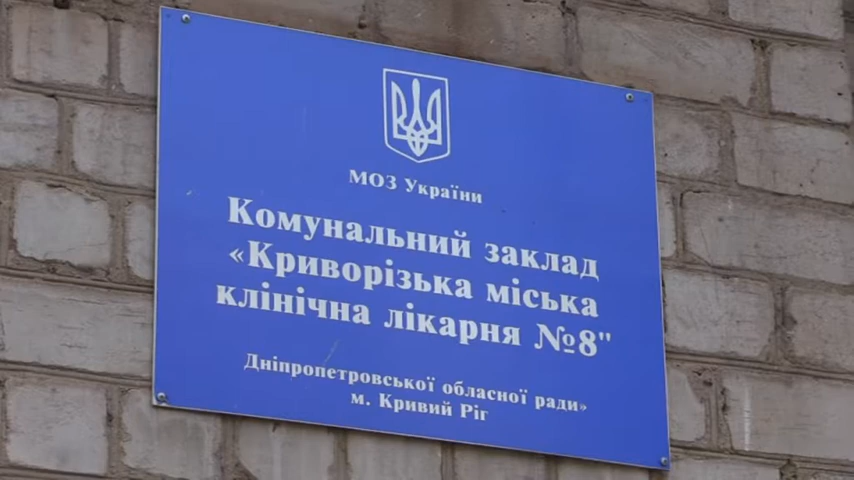 МОЗ України
Комунальний заклад
«Криворізька міська
клінічна лікарня №8"
Дніпропетровської обласної ради»
м. Кривий Ріг